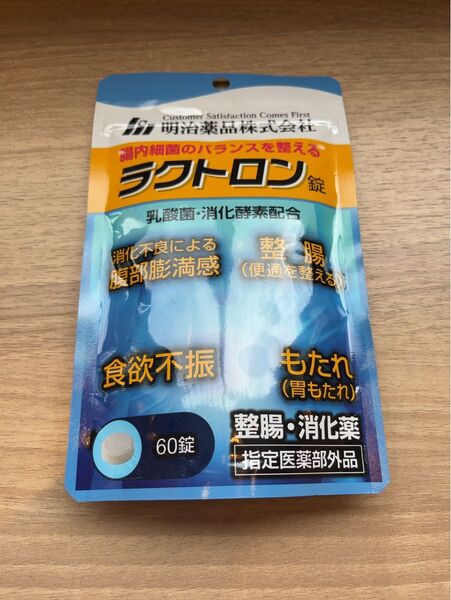 Customer Satisfaction Comes First
明治薬品株式会社
腸内細菌のバランスを整える
ラクトロン錠
乳酸菌・消化酵素配合
消化不良による
腹部膨満感
整腸
(便通を整える)
食欲不振
もたれ
(胃もたれ)
60錠
整腸・消化薬
指定医薬部外品